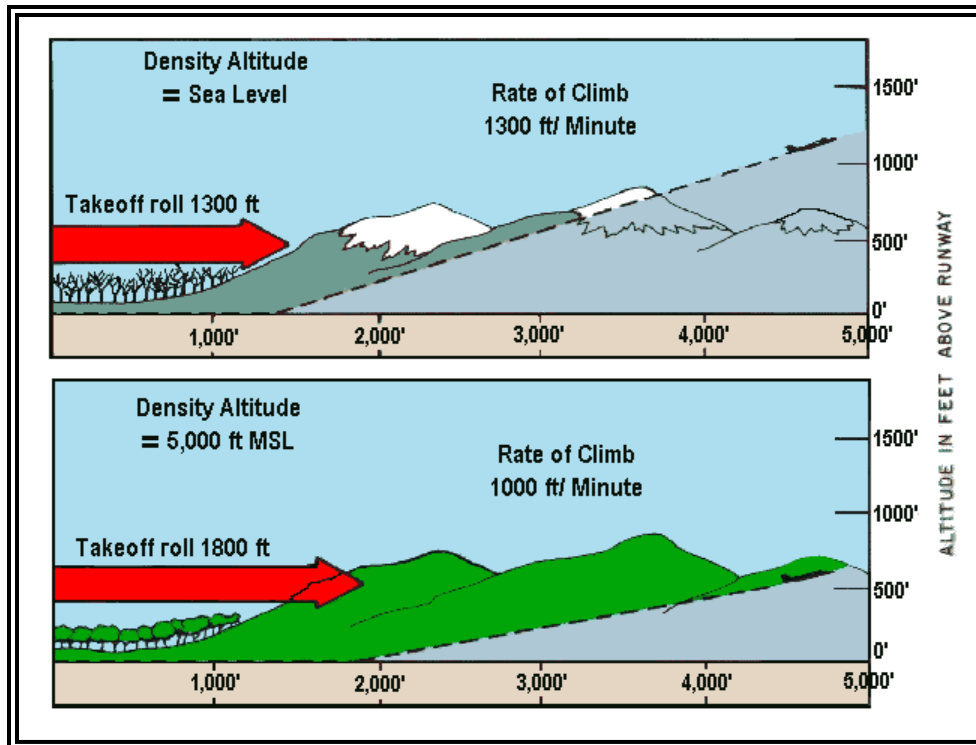 Density Altitude
= Sea Level
Rate of Climb
1300 ft/ Minute
Takeoff roll 1300 ft
1500'
1000'
500'
0'
1,000'
2,000'
3,000'
4,000'
5,000'
Density Altitude
= 5,000 ft MSL
Rate of Climb
1000 ft/ Minute
Takeoff roll 1800 ft
1500'
1000'
500'
0'
1,000'
2,000'
3,000'
4,000'
5,000'
ALTITUDE IN FEET ABOVE RUNWAY